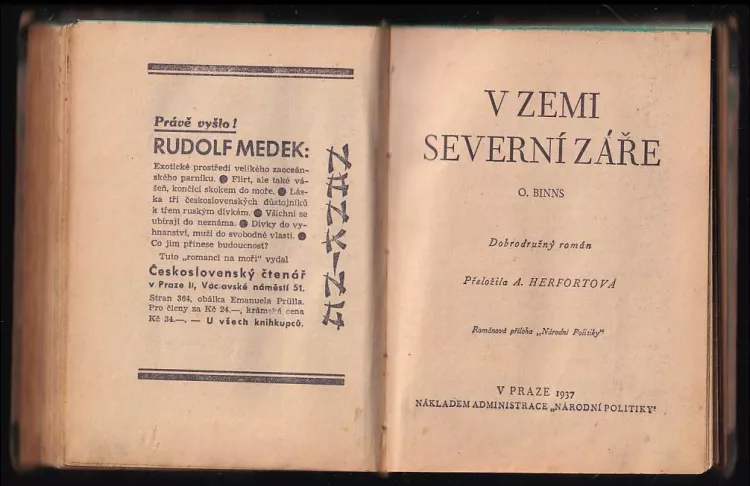 Právě vyšlo!
RUDOLF MEDEK:
Exotické prostředí velikého zaoceán-
ského parníku. ● Flirt, ale také vá-
šeň, končící skokem do moře. ● Lás-
ka tří československých důstojníků
k třem ruským dívkám. ● Všichni se
ubírají do neznáma. ● Dívky do vy-
hnanství, muži do svobodné vlasti. ●
Co jim přinese budoucnost?
Tuto „romanci na moři" vydal
Československý čtenář
v Praze II, Václavské náměstí 51.
Stran 364, obálka Emanuela Prülla.
Pro členy za Kč 24.—, krámská cena
Kč 34.—, — U všech knihkupců.
V ZEMI
SEVERNÍ ZÁŘE
O. BINNS
Dobrodružný román
Přeložila A. HERFORTOVÁ
Románová příloha „Národní Politiky"
V PRAZE 1937
NÁKLADEM ADMINISTRACE „NÁRODNÍ POLITIKY"